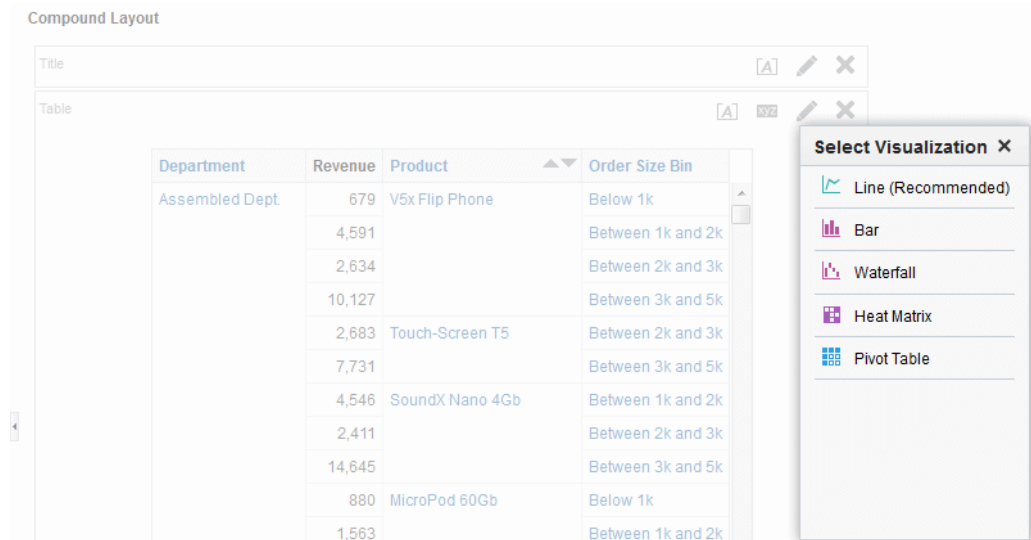 Compound Layout
Title
[A]
Table
[A] xyz
Department Revenue Product Order Size Bin
Assembled Dept. 679 V5x Flip Phone Below 1k
4,591 Between 1k and 2k
2,634 Between 2k and 3k
10,127 Between 3k and 5k
2,683 Touch-Screen T5 Between 2k and 3k
7,731 Between 3k and 5k
4,546 SoundX Nano 4Gb Between 1k and 2k
2,411 Between 2k and 3k
14,645 Between 3k and 5k
880 MicroPod 60Gb Below 1k
1,563 Between 1k and 2k
Select Visualization
Line (Recommended)
Bar
Waterfall
Heat Matrix
Pivot Table